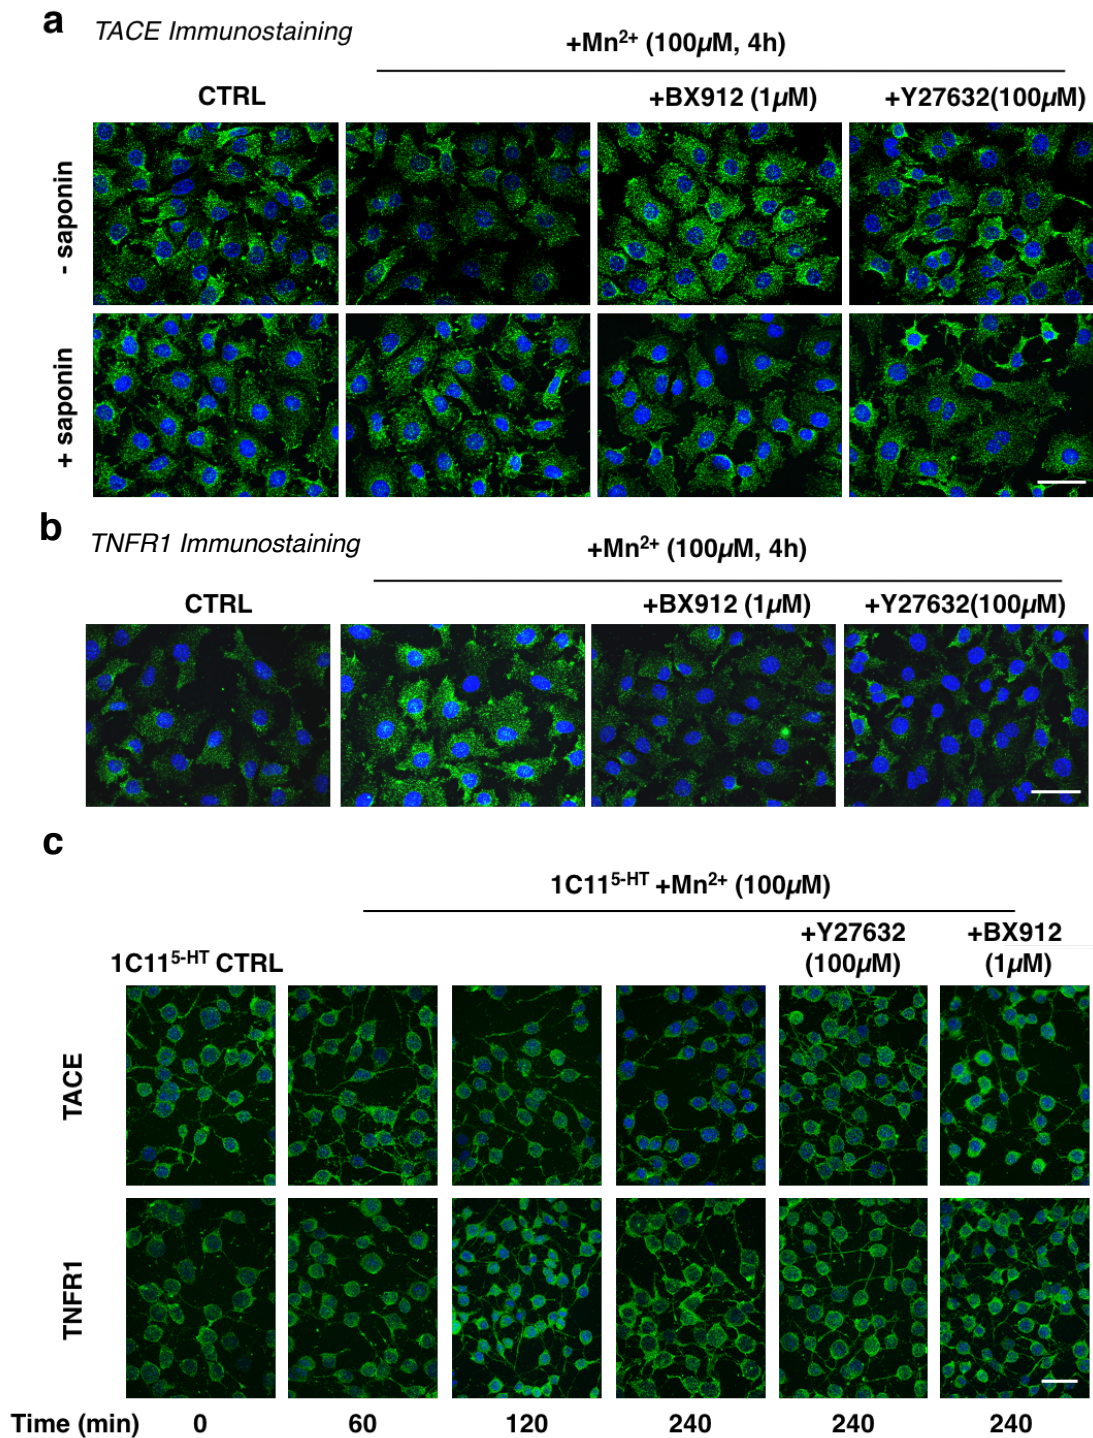 a
TACE Immunostaining
+Mn²⁺ (100µM, 4h)
CTRL
+BX912 (1µM)
+Y27632(100µM)
- saponin
+ saponin
b
TNFR1 Immunostaining
+Mn²⁺ (100µM, 4h)
CTRL
+BX912 (1µM)
+Y27632(100µM)
c
1C11⁵⁻ᴴᵀ +Mn²⁺ (100µM)
1C11⁵⁻ᴴᵀ CTRL
+Y27632
(100µM)
+BX912
(1µM)
TACE
TNFR1
Time (min) 0 60 120 240 240 240